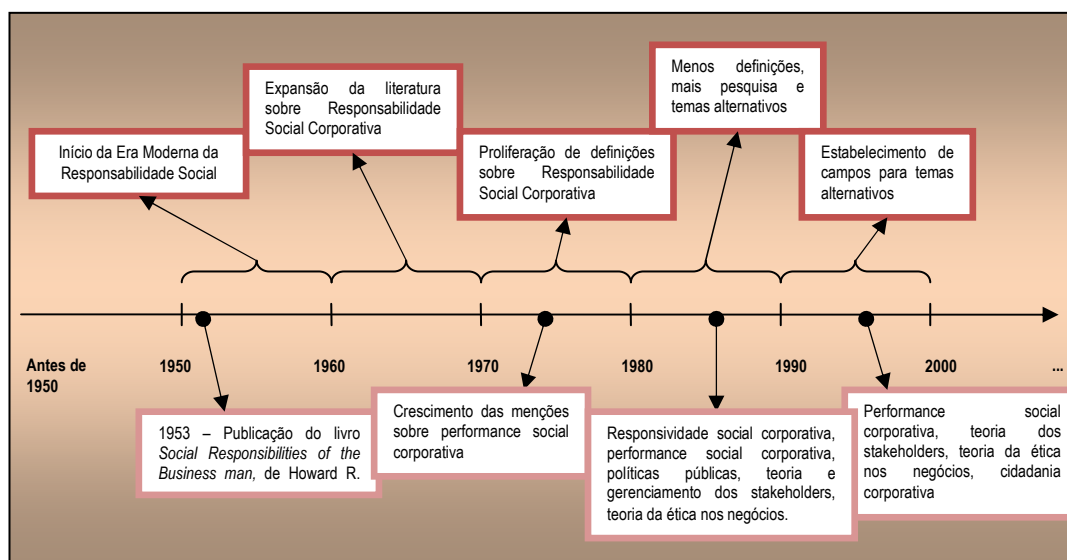 Início da Era Moderna da
Responsabilidade Social
Expansão da literatura
sobre Responsabilidade
Social Corporativa
Proliferação de definições
sobre Responsabilidade
Social Corporativa
Menos definições,
mais pesquisa e
temas alternativos
Estabelecimento de
campos para temas
alternativos
Antes de
1950
1950
1960
1970
1980
1990
2000
...
1953 – Publicação do livro
Social Responsibilities of the
Business man, de Howard R.
Crescimento das menções
sobre performance social
corporativa
Responsividade social corporativa,
performance social corporativa,
políticas públicas, teoria e
gerenciamento dos stakeholders,
teoria da ética nos negócios.
Performance social
corporativa, teoria dos
stakeholders, teoria da ética
nos negócios, cidadania
corporativa